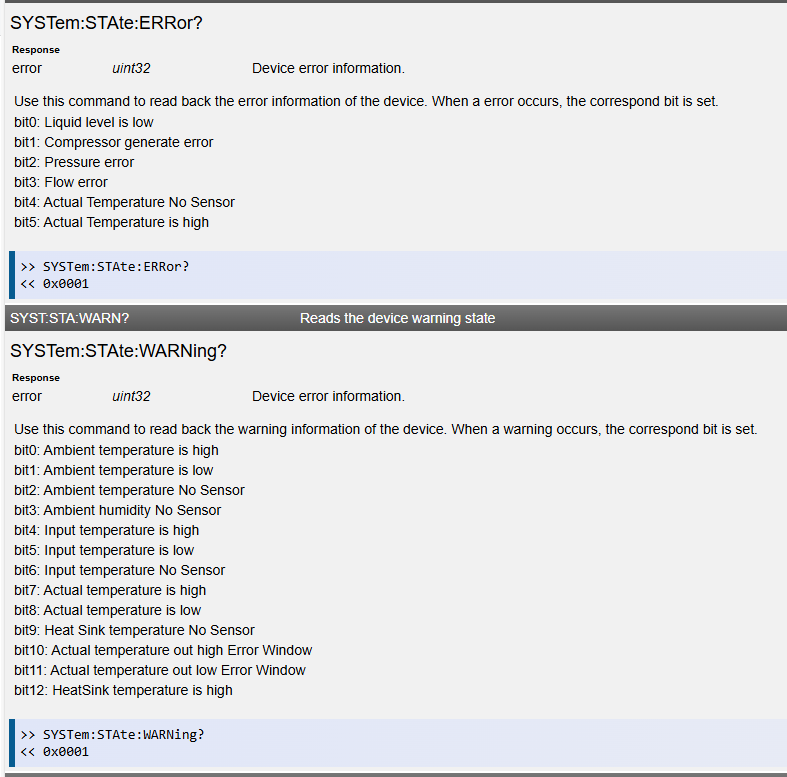 SYSTem:STAte:ERRor?
Response
error uint32 Device error information.
Use this command to read back the error information of the device. When a error occurs, the correspond bit is set.
bit0: Liquid level is low
bit1: Compressor generate error
bit2: Pressure error
bit3: Flow error
bit4: Actual Temperature No Sensor
bit5: Actual Temperature is high
>> SYSTem:STAte:ERRor?
<< 0x0001
SYST:STA:WARN? Reads the device warning state
SYSTem:STAte:WARNing?
Response
error uint32 Device error information.
Use this command to read back the warning information of the device. When a warning occurs, the correspond bit is set.
bit0: Ambient temperature is high
bit1: Ambient temperature is low
bit2: Ambient temperature No Sensor
bit3: Ambient humidity No Sensor
bit4: Input temperature is high
bit5: Input temperature is low
bit6: Input temperature No Sensor
bit7: Actual temperature is high
bit8: Actual temperature is low
bit9: Heat Sink temperature No Sensor
bit10: Actual temperature out high Error Window
bit11: Actual temperature out low Error Window
bit12: HeatSink temperature is high
>> SYSTem:STAte:WARNing?
<< 0x0001